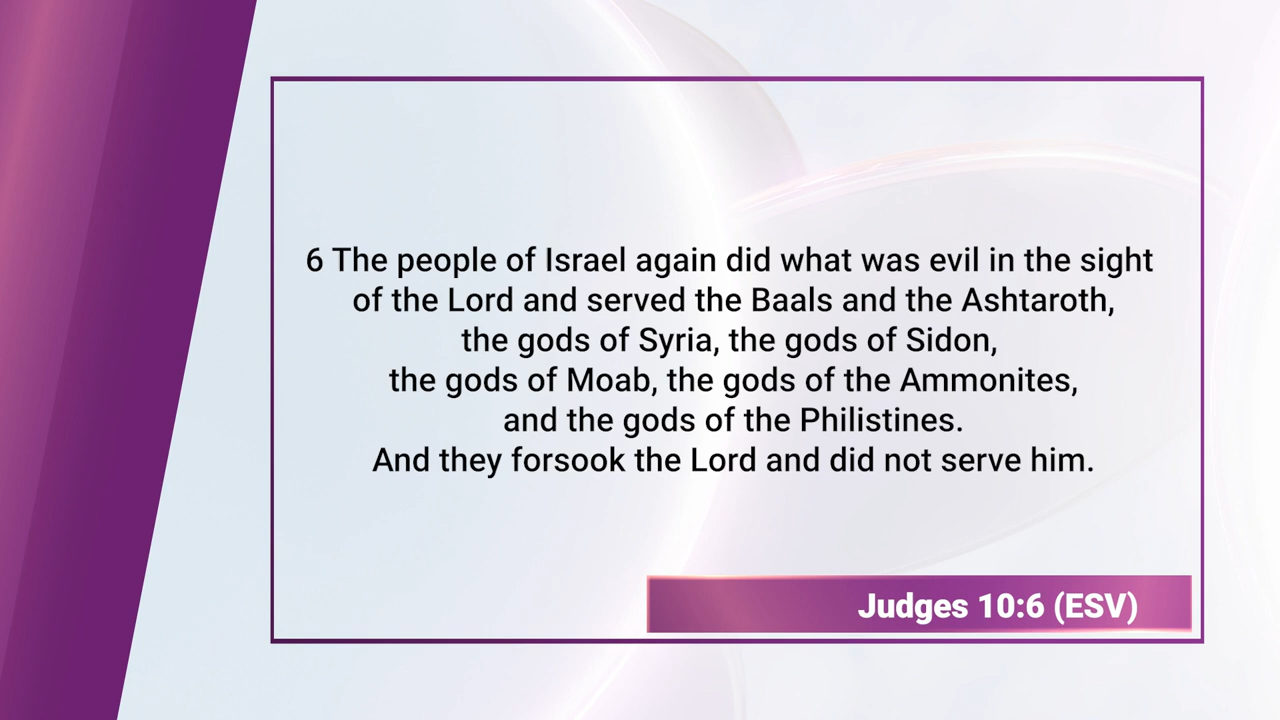 6 The people of Israel again did what was evil in the sight
of the Lord and served the Baals and the Ashtaroth,
the gods of Syria, the gods of Sidon,
the gods of Moab, the gods of the Ammonites,
and the gods of the Philistines.
And they forsook the Lord and did not serve him.
Judges 10:6 (ESV)